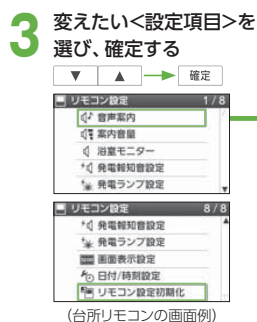 3
変えたい<設定項目>を
選び、確定する
▼ ▲ 確定
リモコン設定 1/8
音声案内
案内音量
浴室モニター
発電報知音設定
発電ランプ設定
リモコン設定 8/8
発電報知音設定
発電ランプ設定
画面表示設定
日付/時刻設定
リモコン設定初期化
(台所リモコンの画面例)